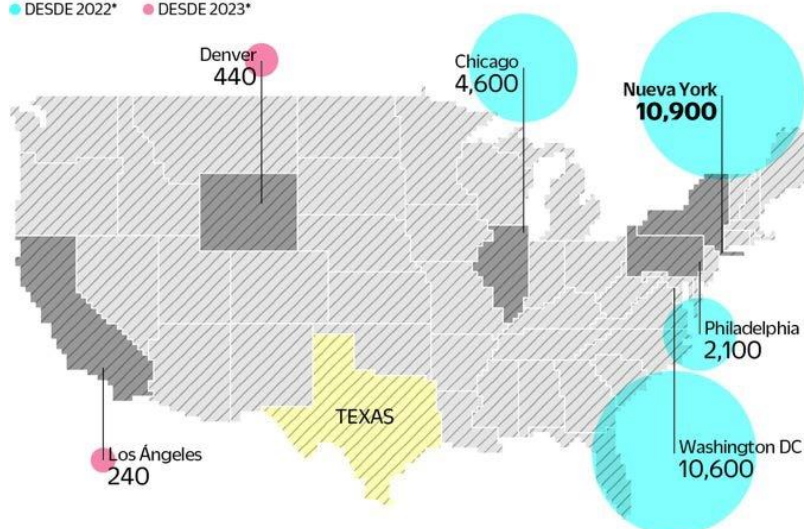 DESDE 2022* DESDE 2023*
Denver
440
Chicago
4,600
Nueva York
10,900
Philadelphia
2,100
TEXAS
Los Ángeles
240
Washington DC
10,600